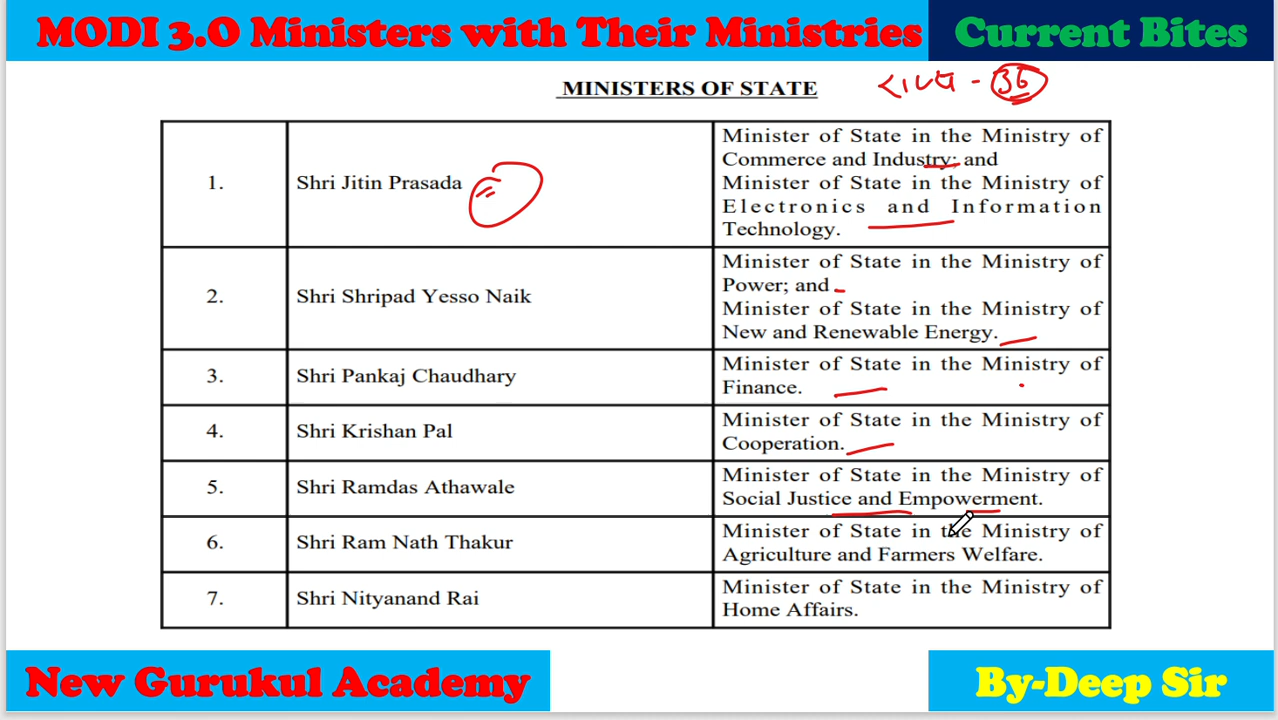 MODI 3.0 Ministers with Their Ministries
Current Bites
MINISTERS OF STATE
राज्य - 36
1.
Shri Jitin Prasada
Minister of State in the Ministry of
Commerce and Industry; and
Minister of State in the Ministry of
Electronics and Information
Technology.
2.
Shri Shripad Yesso Naik
Minister of State in the Ministry of
Power; and
Minister of State in the Ministry of
New and Renewable Energy.
3.
Shri Pankaj Chaudhary
Minister of State in the Ministry of
Finance.
4.
Shri Krishan Pal
Minister of State in the Ministry of
Cooperation.
5.
Shri Ramdas Athawale
Minister of State in the Ministry of
Social Justice and Empowerment.
6.
Shri Ram Nath Thakur
Minister of State in the Ministry of
Agriculture and Farmers Welfare.
7.
Shri Nityanand Rai
Minister of State in the Ministry of
Home Affairs.
New Gurukul Academy
By-Deep Sir